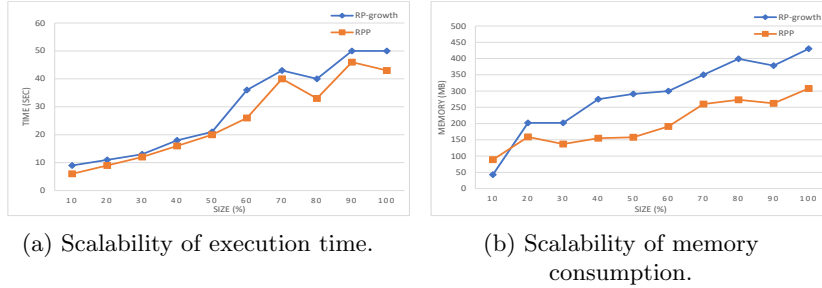 RP-growth
RPP
60
50
40
30
20
10
0
TIME (SEC)
10 20 30 40 50 60 70 80 90 100
SIZE (%)
(a) Scalability of execution time.
RP-growth
RPP
500
450
400
350
300
250
200
150
100
50
0
MEMORY (MB)
10 20 30 40 50 60 70 80 90 100
SIZE (%)
(b) Scalability of memory
consumption.